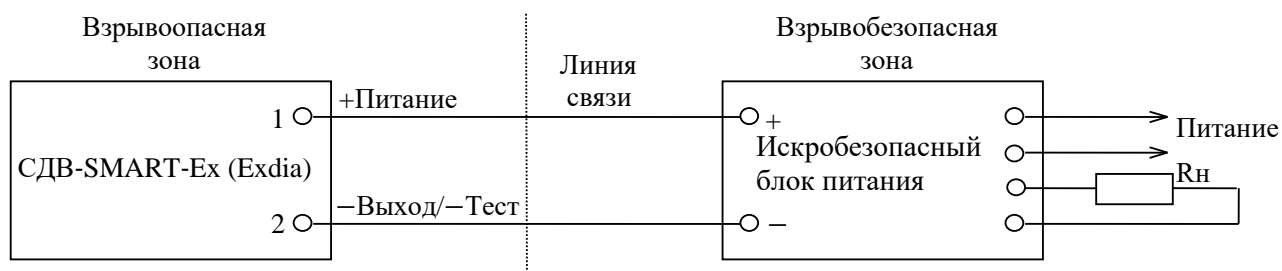 Взрывоопасная
зона
Взрывобезопасная
зона
Линия
связи
1
+Питание
+
Питание
СДВ-SMART-Ex (Exdia)
Искробезопасный
блок питания
Rн
2
−Выход/−Тест
−